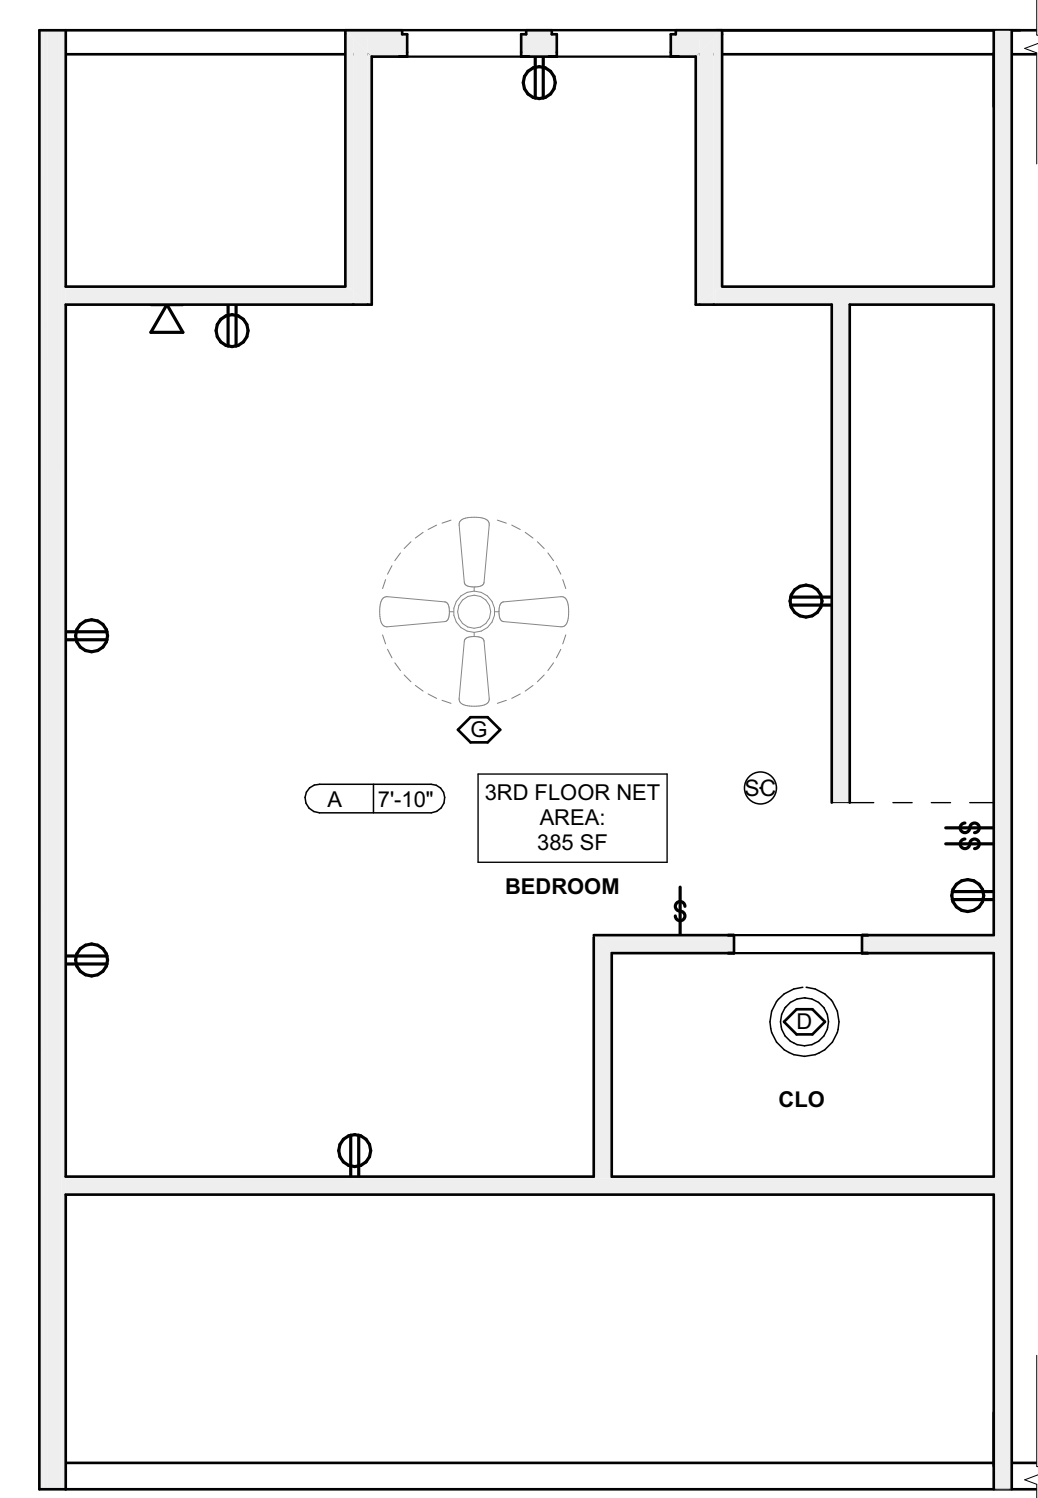 G
A 7'-10"
3RD FLOOR NET
AREA:
385 SF
SC
BEDROOM
$
$
$
D
CLO